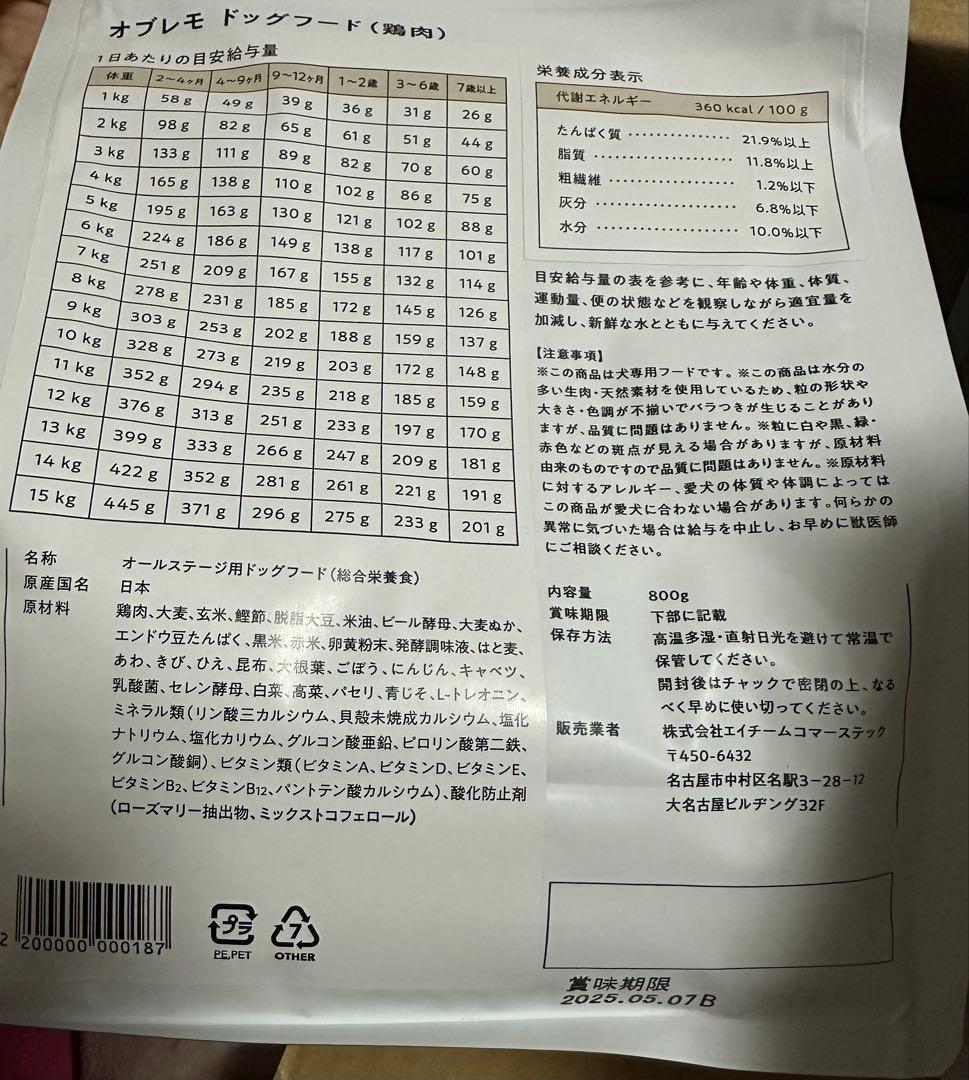 オブレモ ドッグフード(鶏肉)
1日あたりの目安給与量
体重 2〜4ヶ月 4〜9ヶ月 9〜12ヶ月 1〜2歳 3〜6歳 7歳以上
1 kg 58 g 49 g 39 g 36 g 31 g 26 g
2 kg 98 g 82 g 65 g 61 g 51 g 44 g
3 kg 133 g 111 g 89 g 82 g 70 g 60 g
4 kg 165 g 138 g 110 g 102 g 86 g 75 g
5 kg 195 g 163 g 130 g 121 g 102 g 88 g
6 kg 224 g 186 g 149 g 138 g 117 g 101 g
7 kg 251 g 209 g 167 g 155 g 132 g 114 g
8 kg 278 g 231 g 185 g 172 g 145 g 126 g
9 kg 303 g 253 g 202 g 188 g 159 g 137 g
10 kg 328 g 273 g 219 g 203 g 172 g 148 g
11 kg 352 g 294 g 235 g 218 g 185 g 159 g
12 kg 376 g 313 g 251 g 233 g 197 g 170 g
13 kg 399 g 333 g 266 g 247 g 209 g 181 g
14 kg 422 g 352 g 281 g 261 g 221 g 191 g
15 kg 445 g 371 g 296 g 275 g 233 g 201 g
名称 オールステージ用ドッグフード(総合栄養食)
原産国名 日本
原材料 鶏肉、大麦、玄米、鰹節、脱脂大豆、米油、ビール酵母、大麦ぬか、
エンドウ豆たんぱく、黒米、赤米、卵黄粉末、発酵調味液、はと麦、
あわ、きび、ひえ、昆布、大根葉、ごぼう、にんじん、キャベツ、
乳酸菌、セレン酵母、白菜、高菜、パセリ、青じそ、L-トレオニン、
ミネラル類(リン酸三カルシウム、貝殻未焼成カルシウム、塩化
ナトリウム、塩化カリウム、グルコン酸亜鉛、ピロリン酸第二鉄、
グルコン酸銅)、ビタミン類(ビタミンA、ビタミンD、ビタミンE、
ビタミンB2、ビタミンB12、パントテン酸カルシウム)、酸化防止剤
(ローズマリー抽出物、ミックストコフェロール)
2 200000 000187
プラ
PE,PET
7
OTHER
栄養成分表示
代謝エネルギー 360 kcal / 100 g
たんぱく質 ・・・・・・・・・・・・・・・ 21.9%以上
脂質 ・・・・・・・・・・・・・・・・・・・・ 11.8%以上
粗繊維 ・・・・・・・・・・・・・・・・・・ 1.2%以下
灰分 ・・・・・・・・・・・・・・・・・・・・ 6.8%以下
水分 ・・・・・・・・・・・・・・・・・・・・ 10.0%以下
目安給与量の表を参考に、年齢や体重、体質、
運動量、便の状態などを観察しながら適宜量を
加減し、新鮮な水とともに与えてください。
【注意事項】
※この商品は犬専用フードです。※この商品は水分の
多い生肉・天然素材を使用しているため、粒の形状や
大きさ・色調が不揃いでバラつきが生じることがあり
ますが、品質に問題はありません。※粒に白や黒、緑・
赤色などの斑点が見える場合がありますが、原材料
由来のものですので品質に問題はありません。※原材料
に対するアレルギー、愛犬の体質や体調によっては
この商品が愛犬に合わない場合があります。何らかの
異常に気づいた場合は給与を中止し、お早めに獣医師
にご相談ください。
内容量 800g
賞味期限 下部に記載
保存方法 高温多湿・直射日光を避けて常温で
保管してください。
開封後はチャックで密閉の上、なる
べく早めに使い切ってください。
販売業者 株式会社エイチームコマーステック
〒450-6432
名古屋市中村区名駅3-28-12
大名古屋ビルヂング32F
賞味期限
2025.05.07B